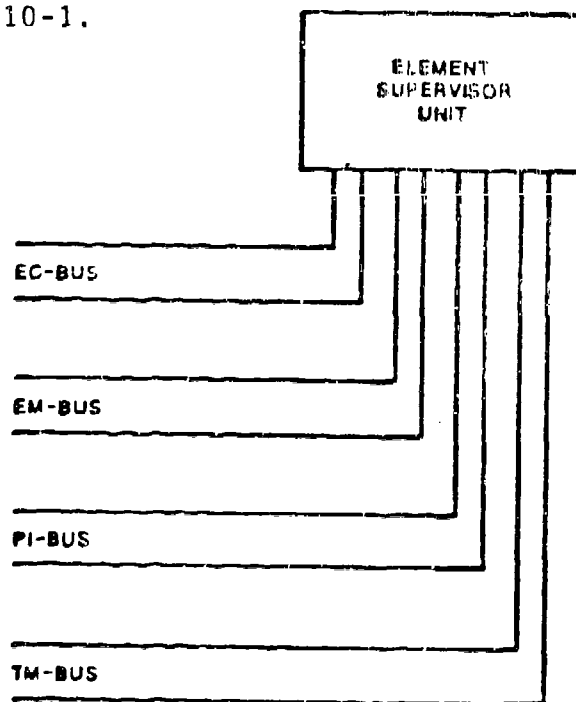 10-1.
ELEMENT
SUPERVISOR
UNIT
EC-BUS
EM-BUS
PI-BUS
TM-BUS